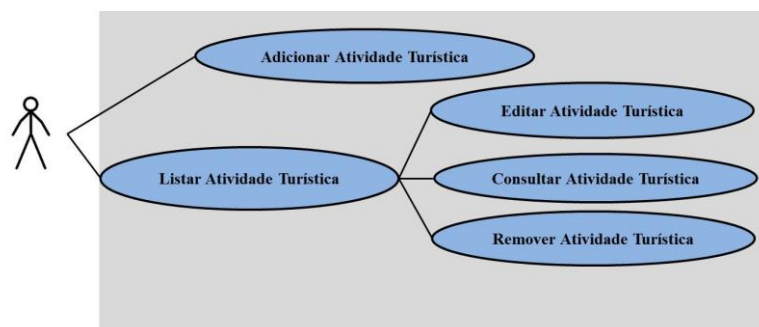 Adicionar Atividade Turística
Editar Atividade Turística
Listar Atividade Turística
Consultar Atividade Turística
Remover Atividade Turística